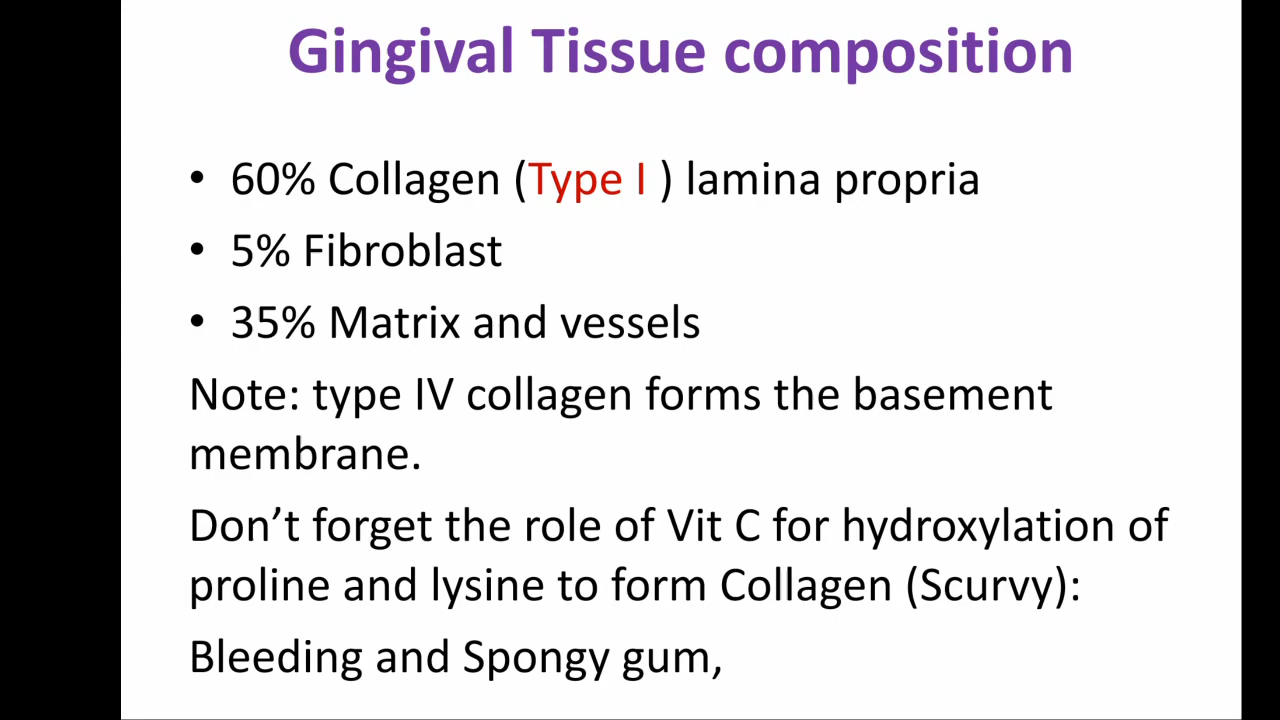 Gingival Tissue composition
• 60% Collagen (Type I ) lamina propria
• 5% Fibroblast
• 35% Matrix and vessels
Note: type IV collagen forms the basement
membrane.
Don’t forget the role of Vit C for hydroxylation of
proline and lysine to form Collagen (Scurvy):
Bleeding and Spongy gum,